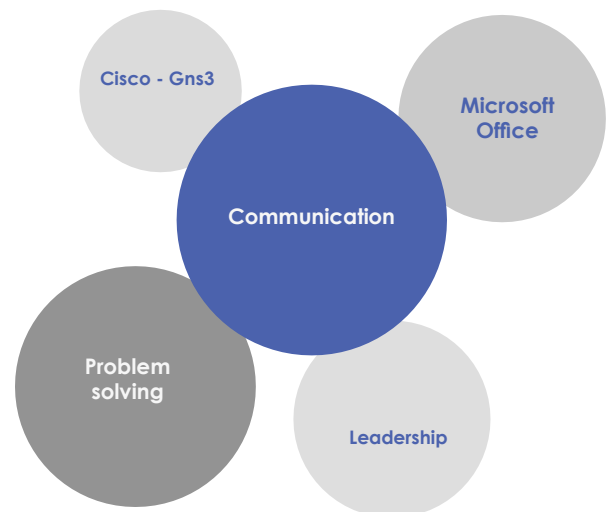 Cisco - Gns3
Microsoft
Office
Communication
Problem
solving
Leadership